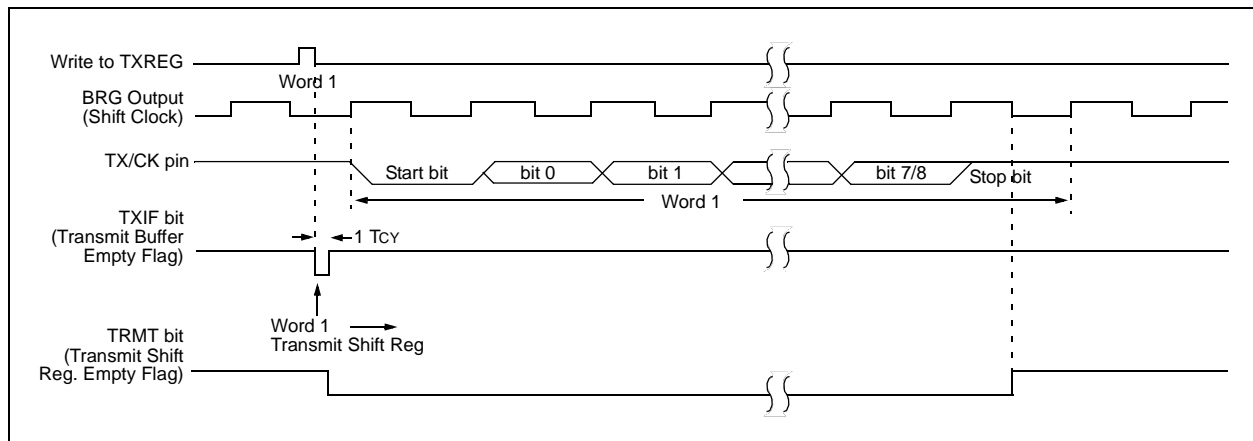 Write to TXREG
Word 1
BRG Output
(Shift Clock)
TX/CK pin
Start bit
bit 0
bit 1
bit 7/8
Stop bit
Word 1
TXIF bit
(Transmit Buffer
Empty Flag)
1 TCY
Word 1
Transmit Shift Reg
TRMT bit
(Transmit Shift
Reg. Empty Flag)